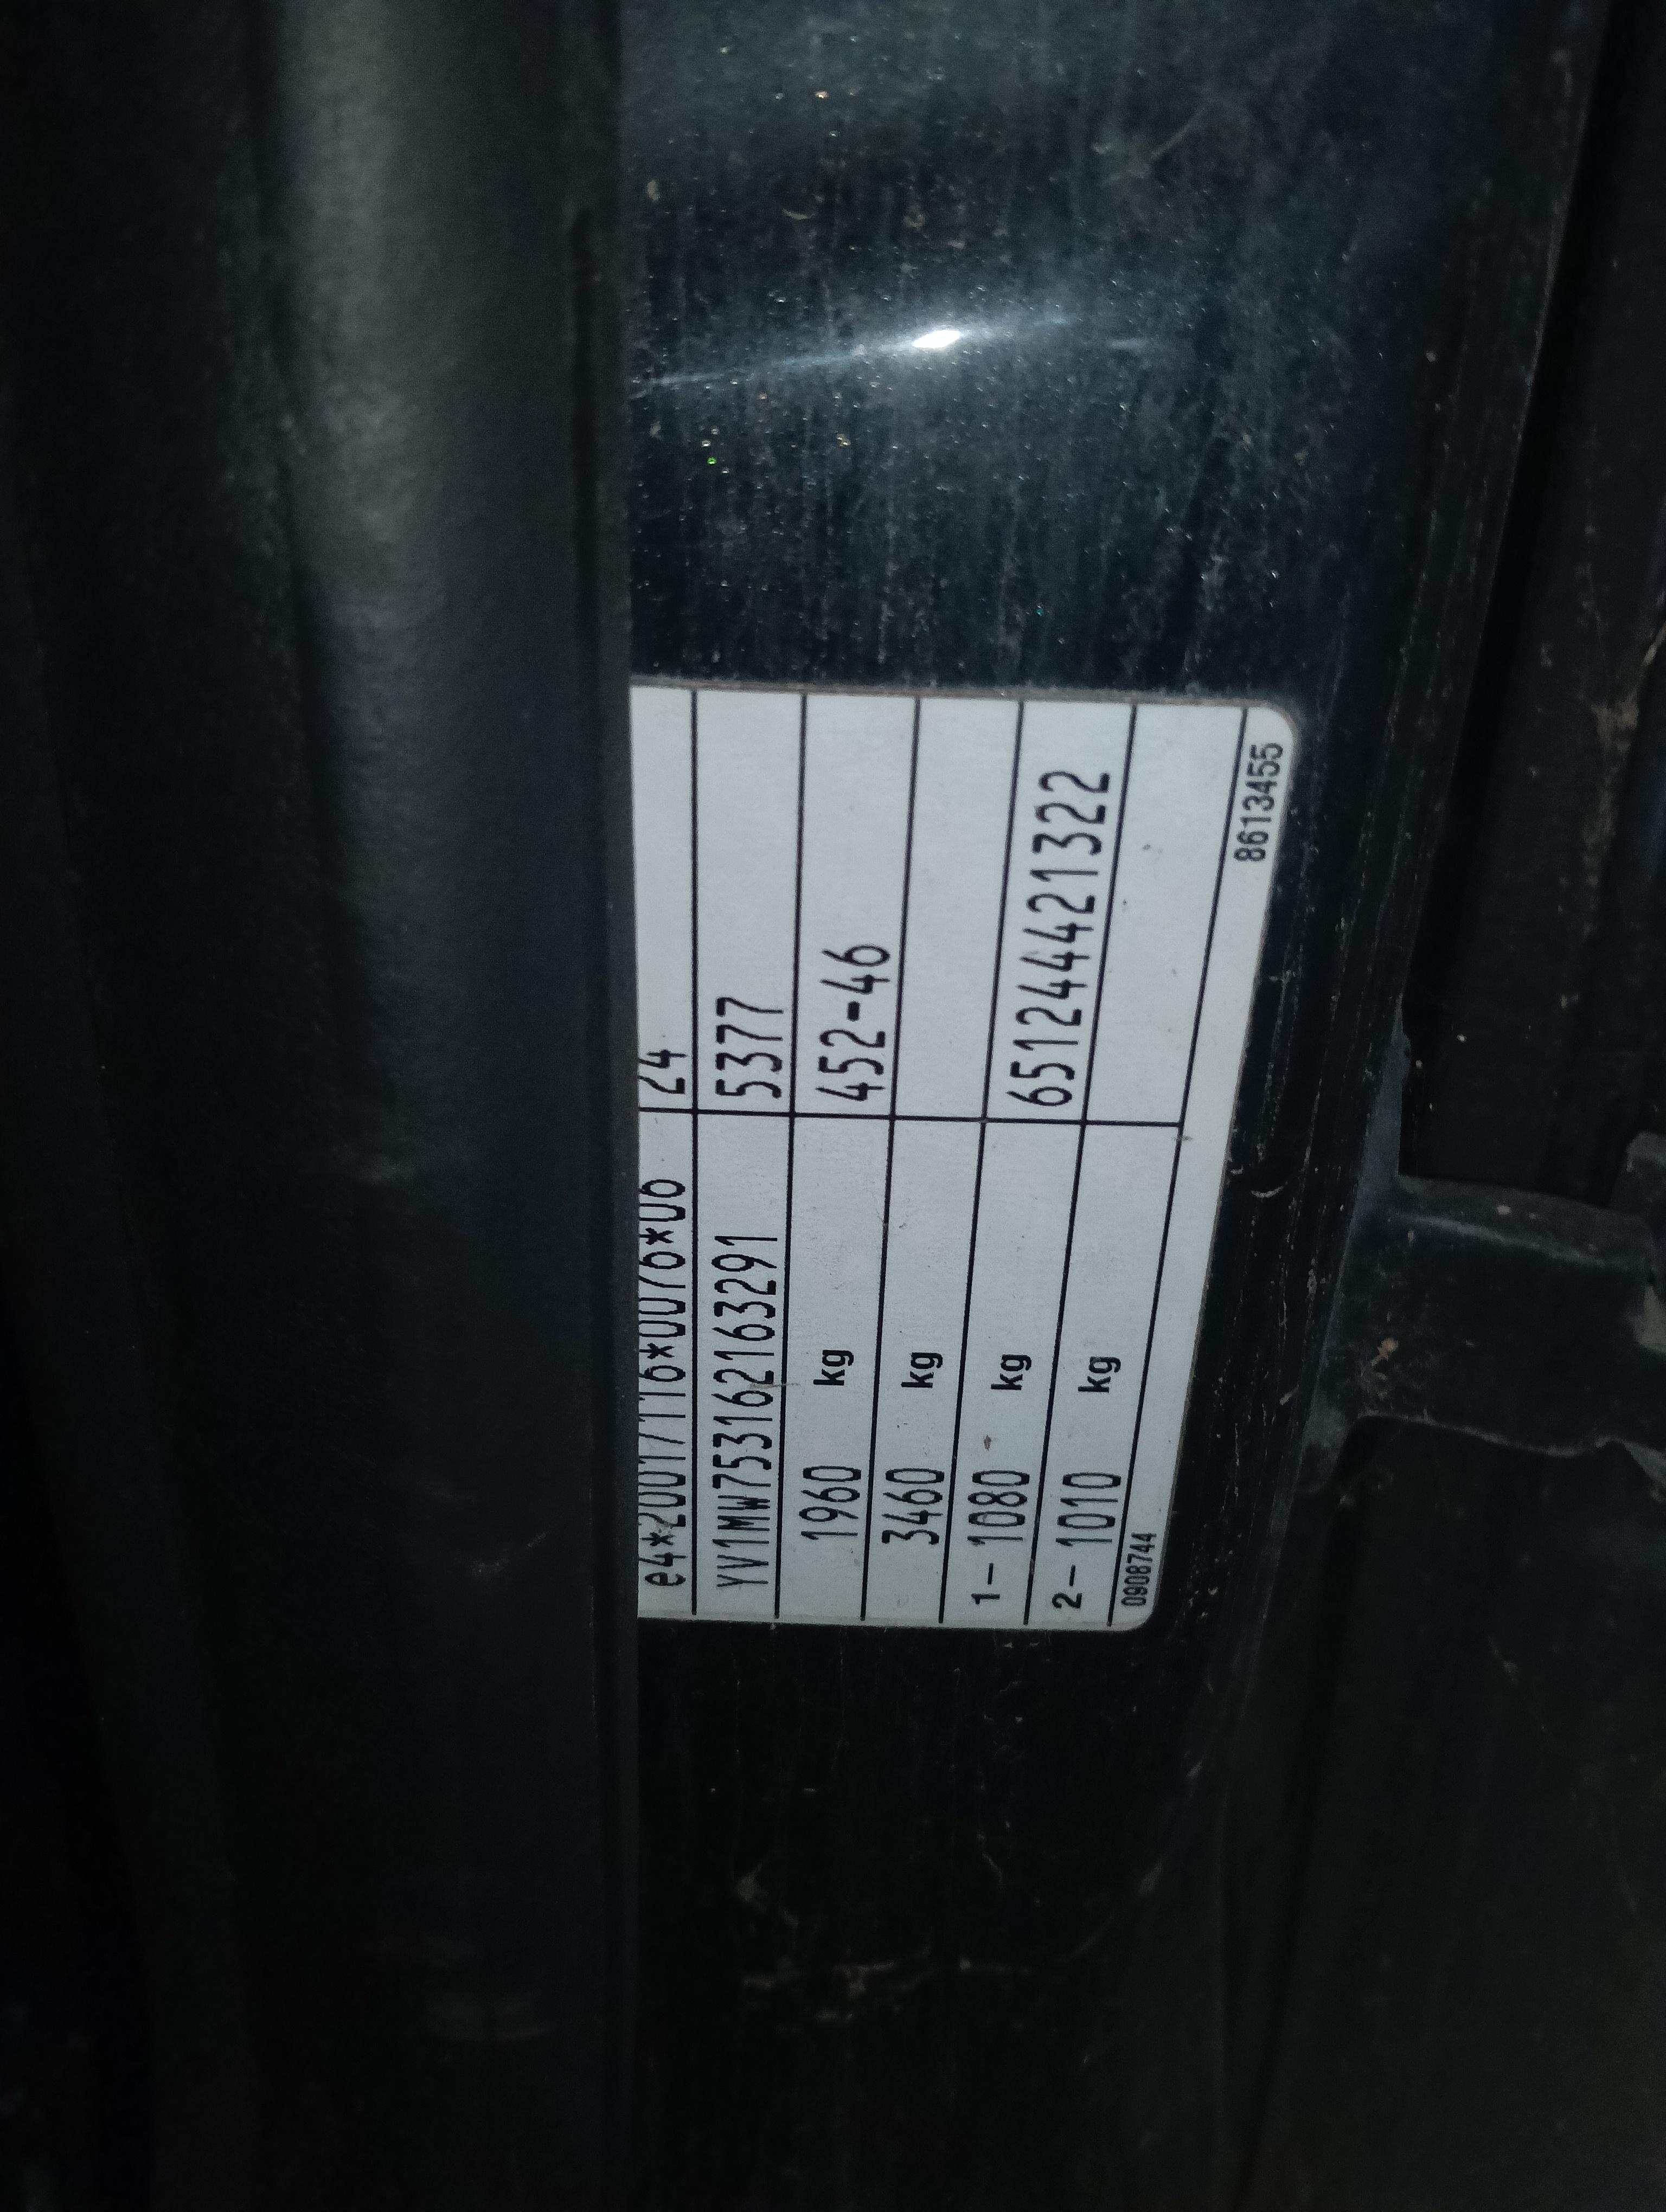 e4*2001/116*0076*06 24
YV1MW753162163291 5377
1960 kg 452-46
3460 kg
1- 1080 kg 651244421322
2- 1010 kg
0908744 8613455